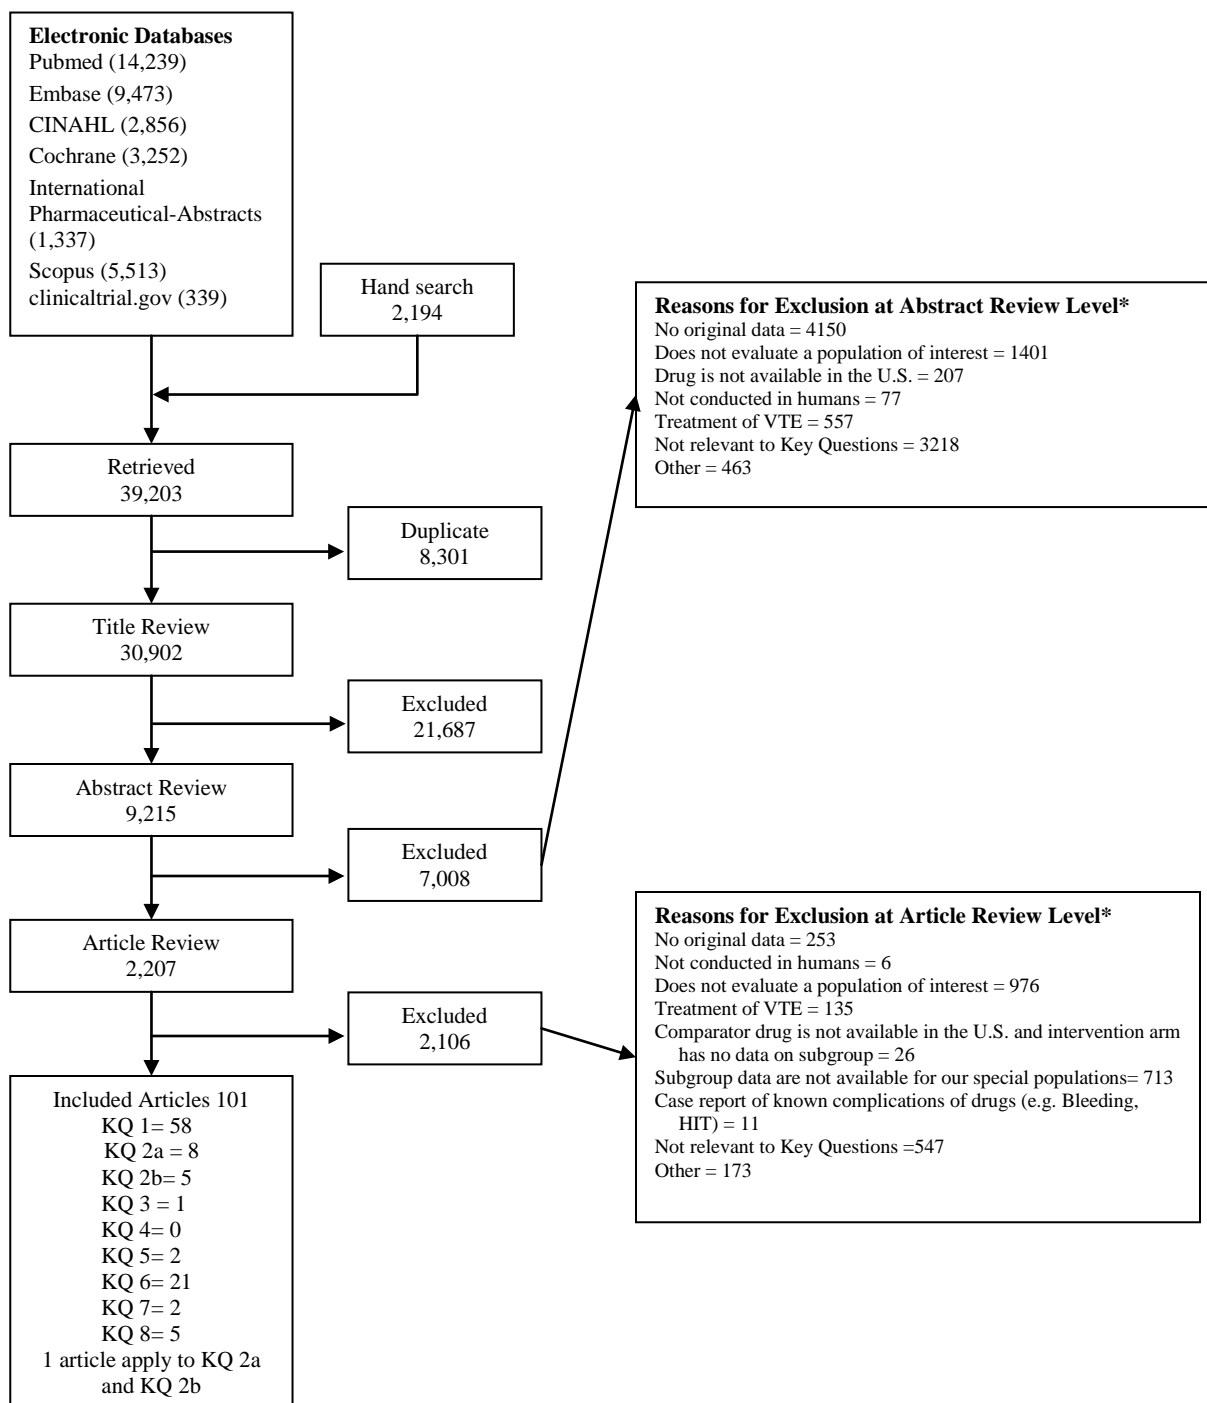 Electronic Databases
Pubmed (14,239)
Embase (9,473)
CINAHL (2,856)
Cochrane (3,252)
International
Pharmaceutical-Abstracts
(1,337)
Scopus (5,513)
clinicaltrial.gov (339)
Hand search
2,194
Retrieved
39,203
Duplicate
8,301
Title Review
30,902
Excluded
21,687
Abstract Review
9,215
Excluded
7,008
Reasons for Exclusion at Abstract Review Level*
No original data = 4150
Does not evaluate a population of interest = 1401
Drug is not available in the U.S. = 207
Not conducted in humans = 77
Treatment of VTE = 557
Not relevant to Key Questions = 3218
Other = 463
Article Review
2,207
Excluded
2,106
Reasons for Exclusion at Article Review Level*
No original data = 253
Not conducted in humans = 6
Does not evaluate a population of interest = 976
Treatment of VTE = 135
Comparator drug is not available in the U.S. and intervention arm
has no data on subgroup = 26
Subgroup data are not available for our special populations= 713
Case report of known complications of drugs (e.g. Bleeding,
HIT) = 11
Not relevant to Key Questions =547
Other = 173
Included Articles 101
KQ 1= 58
KQ 2a = 8
KQ 2b= 5
KQ 3 = 1
KQ 4= 0
KQ 5= 2
KQ 6= 21
KQ 7= 2
KQ 8= 5
1 article apply to KQ 2a
and KQ 2b